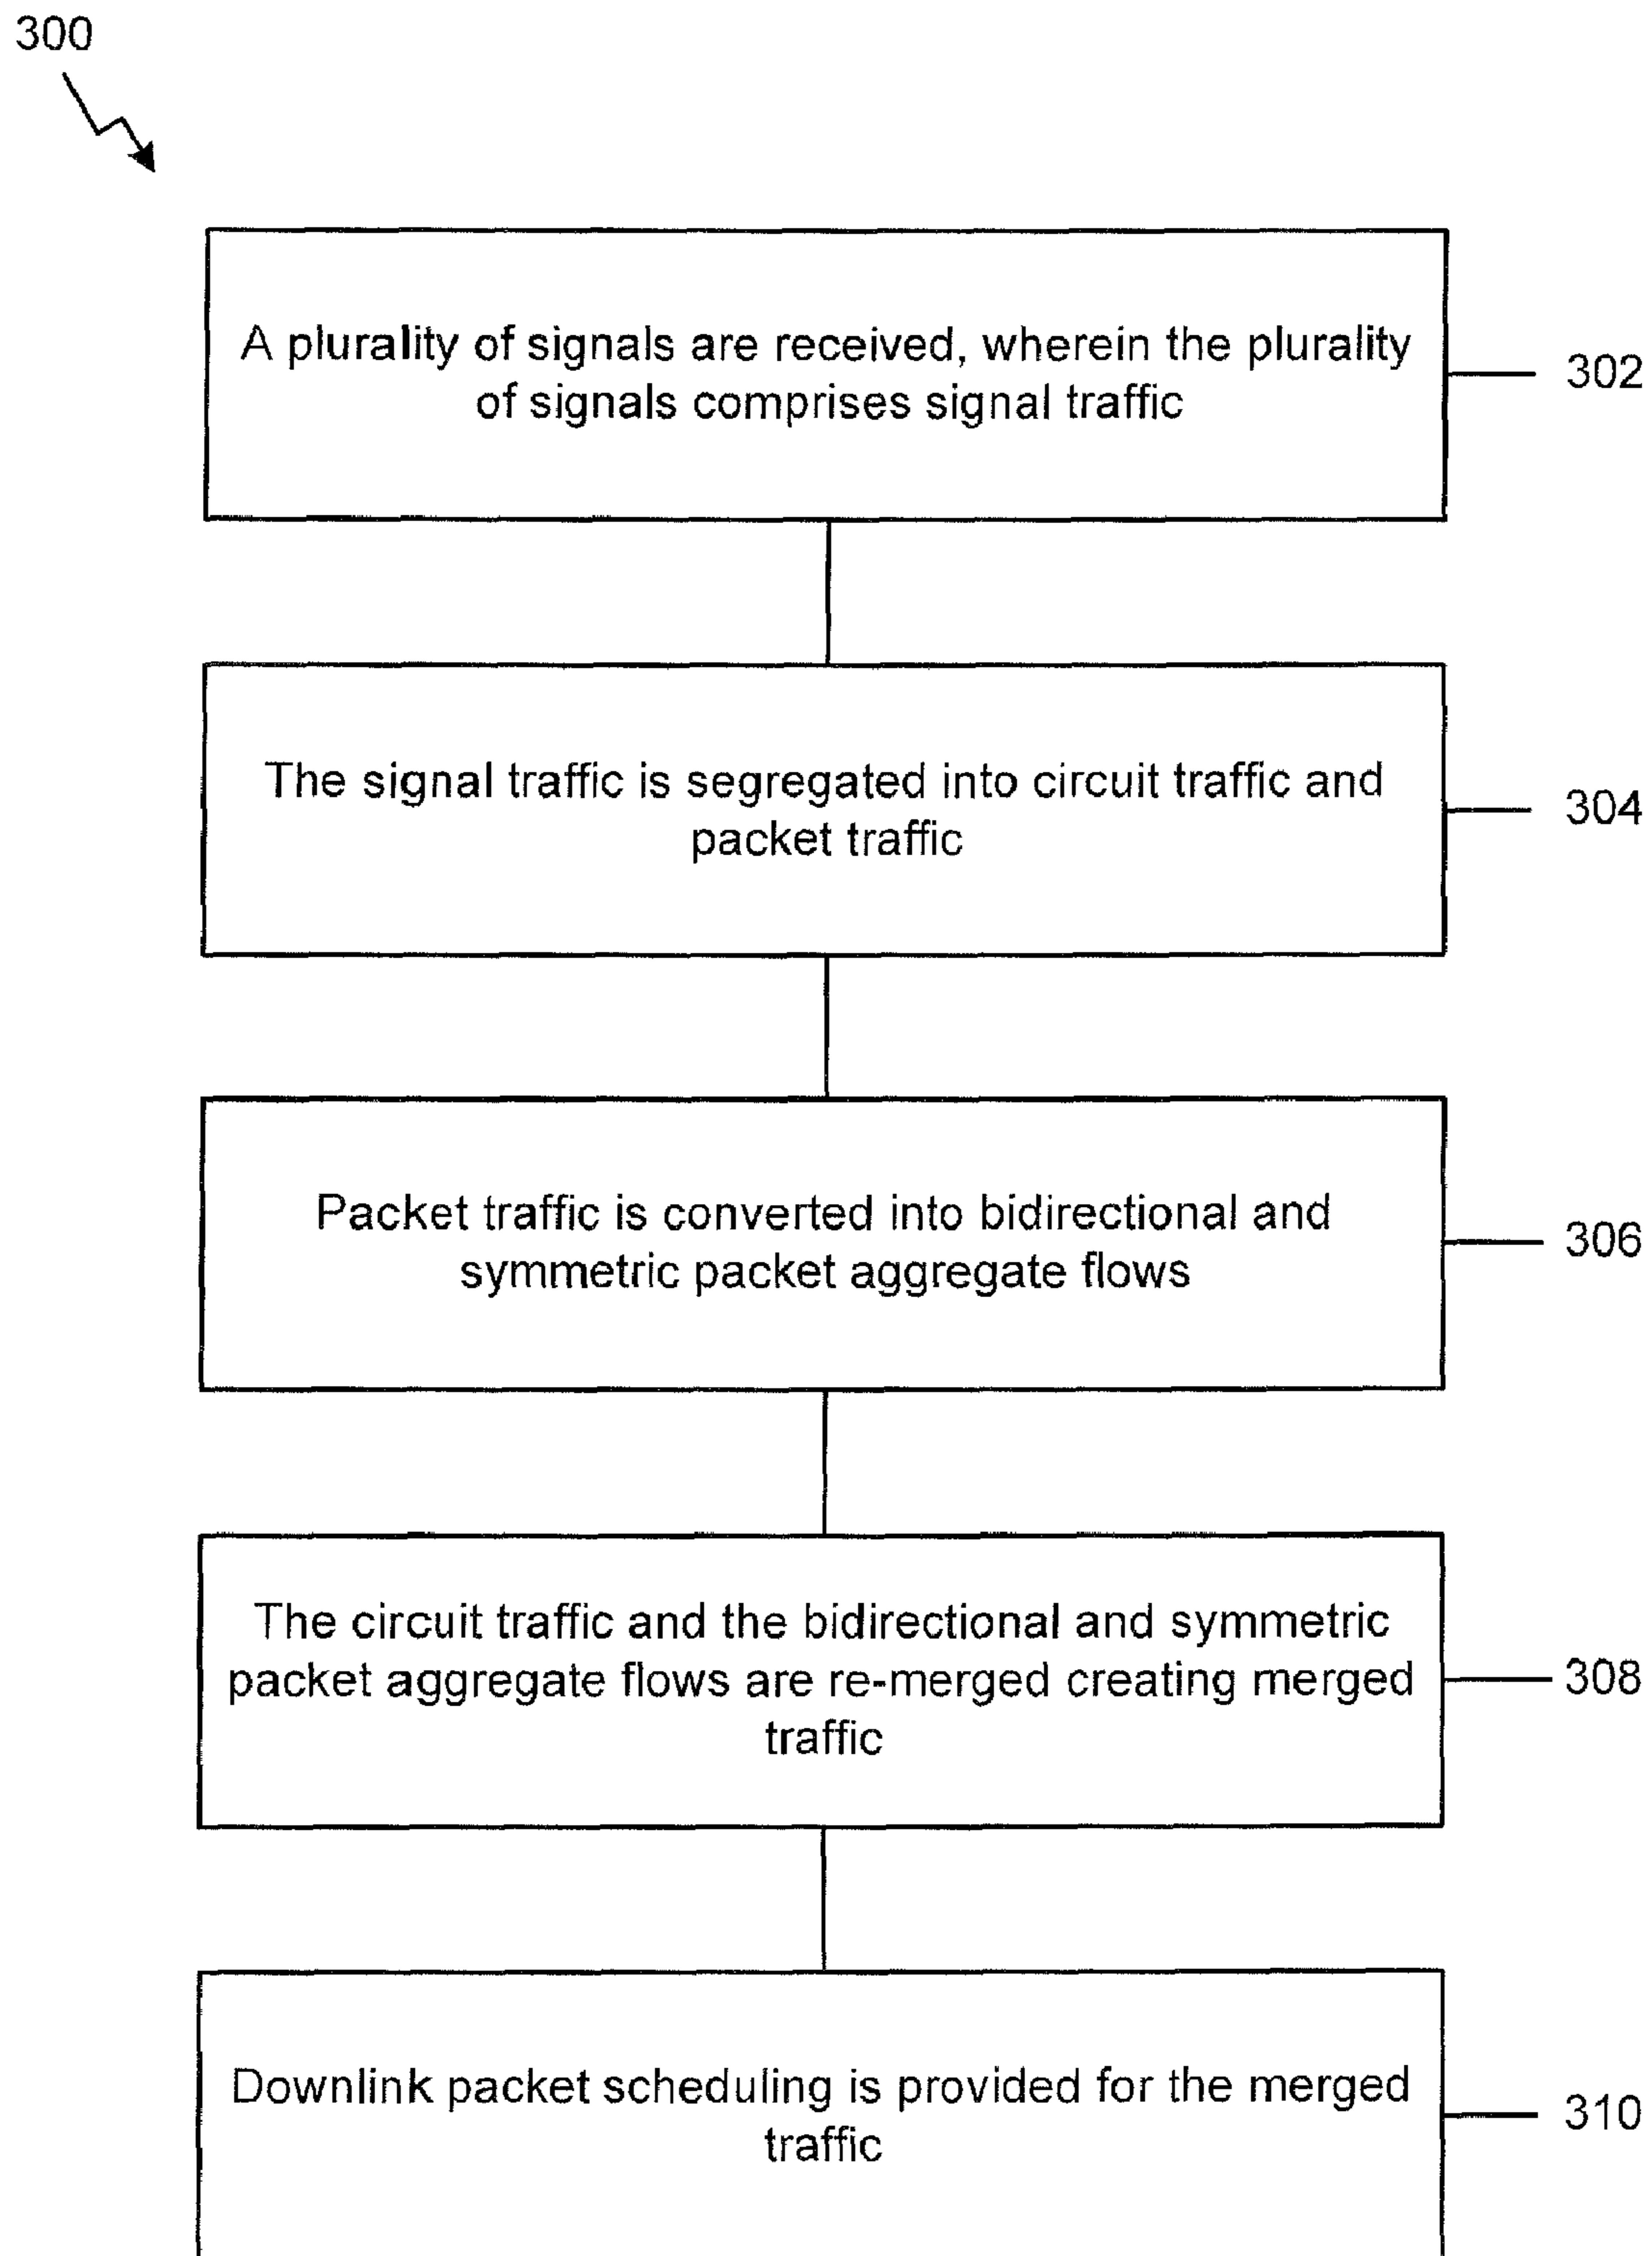 300
A plurality of signals are received, wherein the plurality
of signals comprises signal traffic
302
The signal traffic is segregated into circuit traffic and
packet traffic
304
Packet traffic is converted into bidirectional and
symmetric packet aggregate flows
306
The circuit traffic and the bidirectional and symmetric
packet aggregate flows are re-merged creating merged
traffic
308
Downlink packet scheduling is provided for the merged
traffic
310